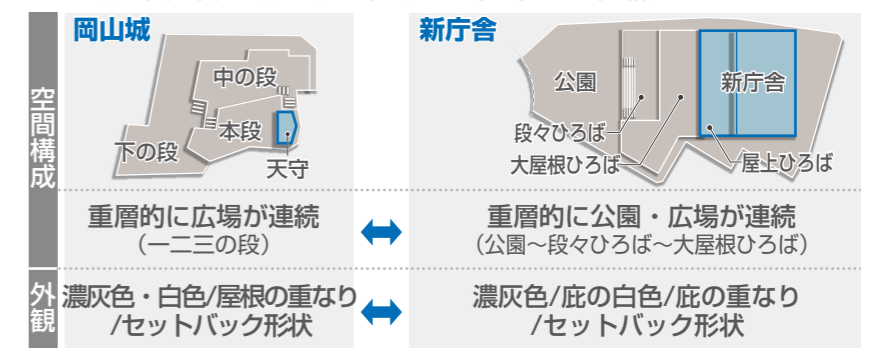 岡山城
新庁舎
空間構成
中の段
本段
下の段
天守
公園
新庁舎
段々ひろば
大屋根ひろば
屋上ひろば
重層的に広場が連続
（一二三の段）
重層的に公園・広場が連続
（公園～段々ひろば～大屋根ひろば）
外観
濃灰色・白色/屋根の重なり
/セットバック形状
濃灰色/庇の白色/庇の重なり
/セットバック形状